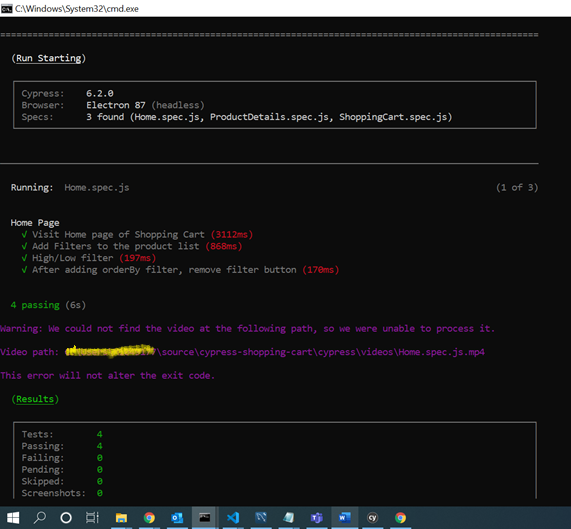 C:\Windows\System32\cmd.exe
====================================================================================================
(Run Starting)
Cypress: 6.2.0
Browser: Electron 87 (headless)
Specs: 3 found (Home.spec.js, ProductDetails.spec.js, ShoppingCart.spec.js)
Running: Home.spec.js (1 of 3)
Home Page
√ Visit Home page of Shopping Cart (3112ms)
√ Add Filters to the product list (868ms)
√ High/Low filter (197ms)
√ After adding orderBy filter, remove filter button (170ms)
4 passing (6s)
Warning: We could not find the video at the following path, so we were unable to process it.
Video path: \source\cypress-shopping-cart\cypress\videos\Home.spec.js.mp4
This error will not alter the exit code.
(Results)
Tests: 4
Passing: 4
Failing: 0
Pending: 0
Skipped: 0
Screenshots: 0